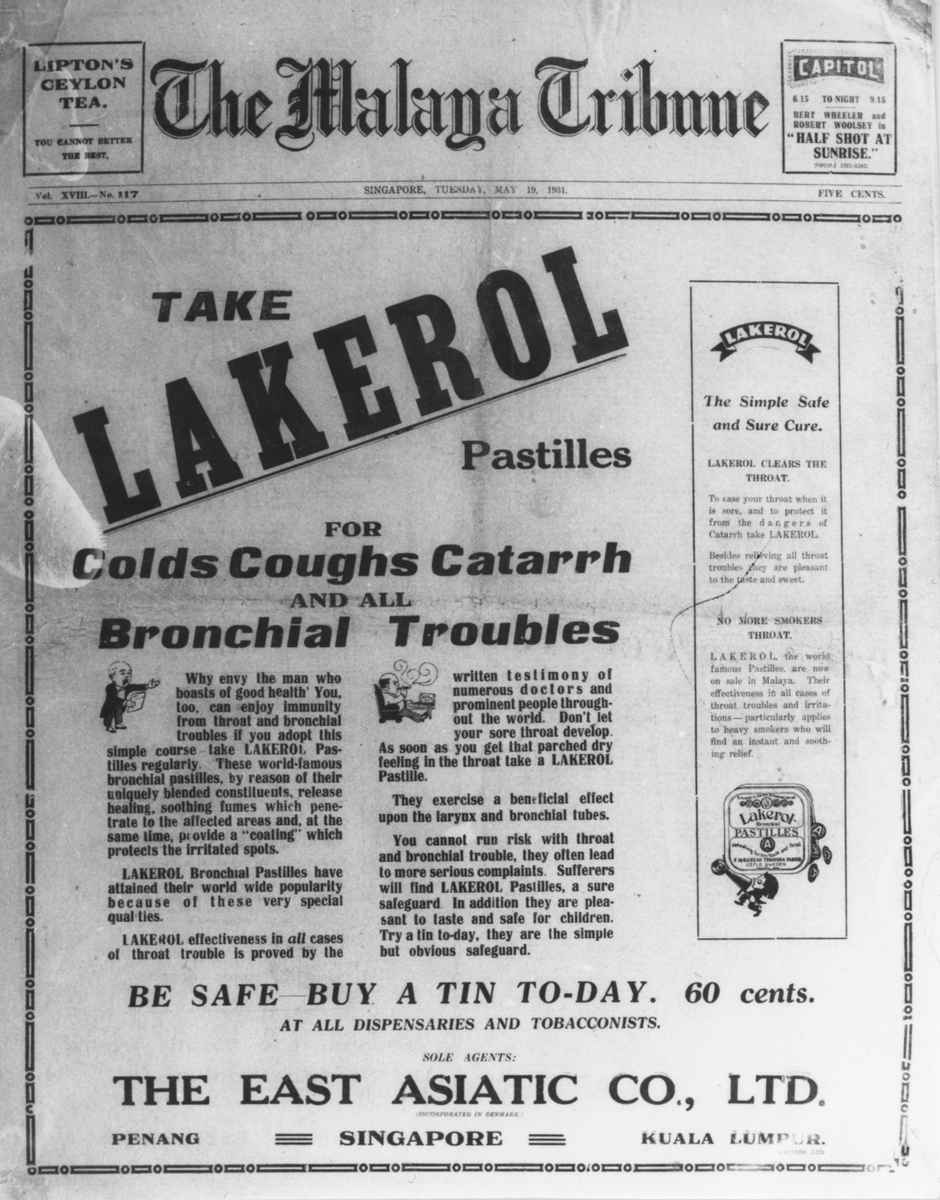 LIPTON'S
CEYLON
TEA.
YOU CANNOT BETTER
THE BEST.
The Malaya Tribune
CAPITOL
6.15 TO NIGHT 9.15
BERT WHEELER and
ROBERT WOOLSEY in
"HALF SHOT AT
SUNRISE."
Vol. XVIII.—No. 117
SINGAPORE, TUESDAY, MAY 19, 1931.
FIVE CENTS.
TAKE
LAKEROL
Pastilles
FOR
Colds Coughs Catarrh
AND ALL
Bronchial Troubles
Why envy the man who
boasts of good health' You,
too, can enjoy immunity
from throat and bronchial
troubles if you adopt this
simple course take LAKEROL Pas-
tilles regularly. These world-famous
bronchial pastilles, by reason of their
uniquely blended constituents, release
healing, soothing fumes which pene-
trate to the affected areas and, at the
same time, provide a "coating" which
protects the irritated spots.
LAKEROL Bronchial Pastilles have
attained their world wide popularity
because of these very special
qualities.
LAKEROL effectiveness in all cases
of throat trouble is proved by the
written testimony of
numerous doctors and
prominent people through-
out the world. Don't let
your sore throat develop.
As soon as you get that parched dry
feeling in the throat take a LAKEROL
Pastille.
They exercise a beneficial effect
upon the larynx and bronchial tubes.
You cannot run risk with throat
and bronchial trouble, they often lead
to more serious complaints. Sufferers
will find LAKEROL Pastilles, a sure
safeguard. In addition they are plea-
sant to taste and safe for children.
Try a tin to-day, they are the simple
but obvious safeguard.
LAKEROL
The Simple Safe
and Sure Cure.
LAKEROL CLEARS THE
THROAT.
To ease your throat when it
is sore, and to protect it
from the dangers of
Catarrh take LAKEROL.
Besides relieving all throat
troubles they are pleasant
to the taste and sweet.
NO MORE SMOKERS
THROAT.
LAKEROL, the world
famous Pastilles, are now
on sale in Malaya. Their
effectiveness in all cases of
throat troubles and irrita-
tions—particularly applies
to heavy smokers who will
find an instant and sooth-
ing relief.
Lakerol
Bronchial
PASTILLES
A
GEFLE, SWEDEN
BE SAFE—BUY A TIN TO-DAY. 60 cents.
AT ALL DISPENSARIES AND TOBACCONISTS.
SOLE AGENTS:
THE EAST ASIATIC CO., LTD.
(INCORPORATED IN DENMARK.)
PENANG SINGAPORE KUALA LUMPUR.